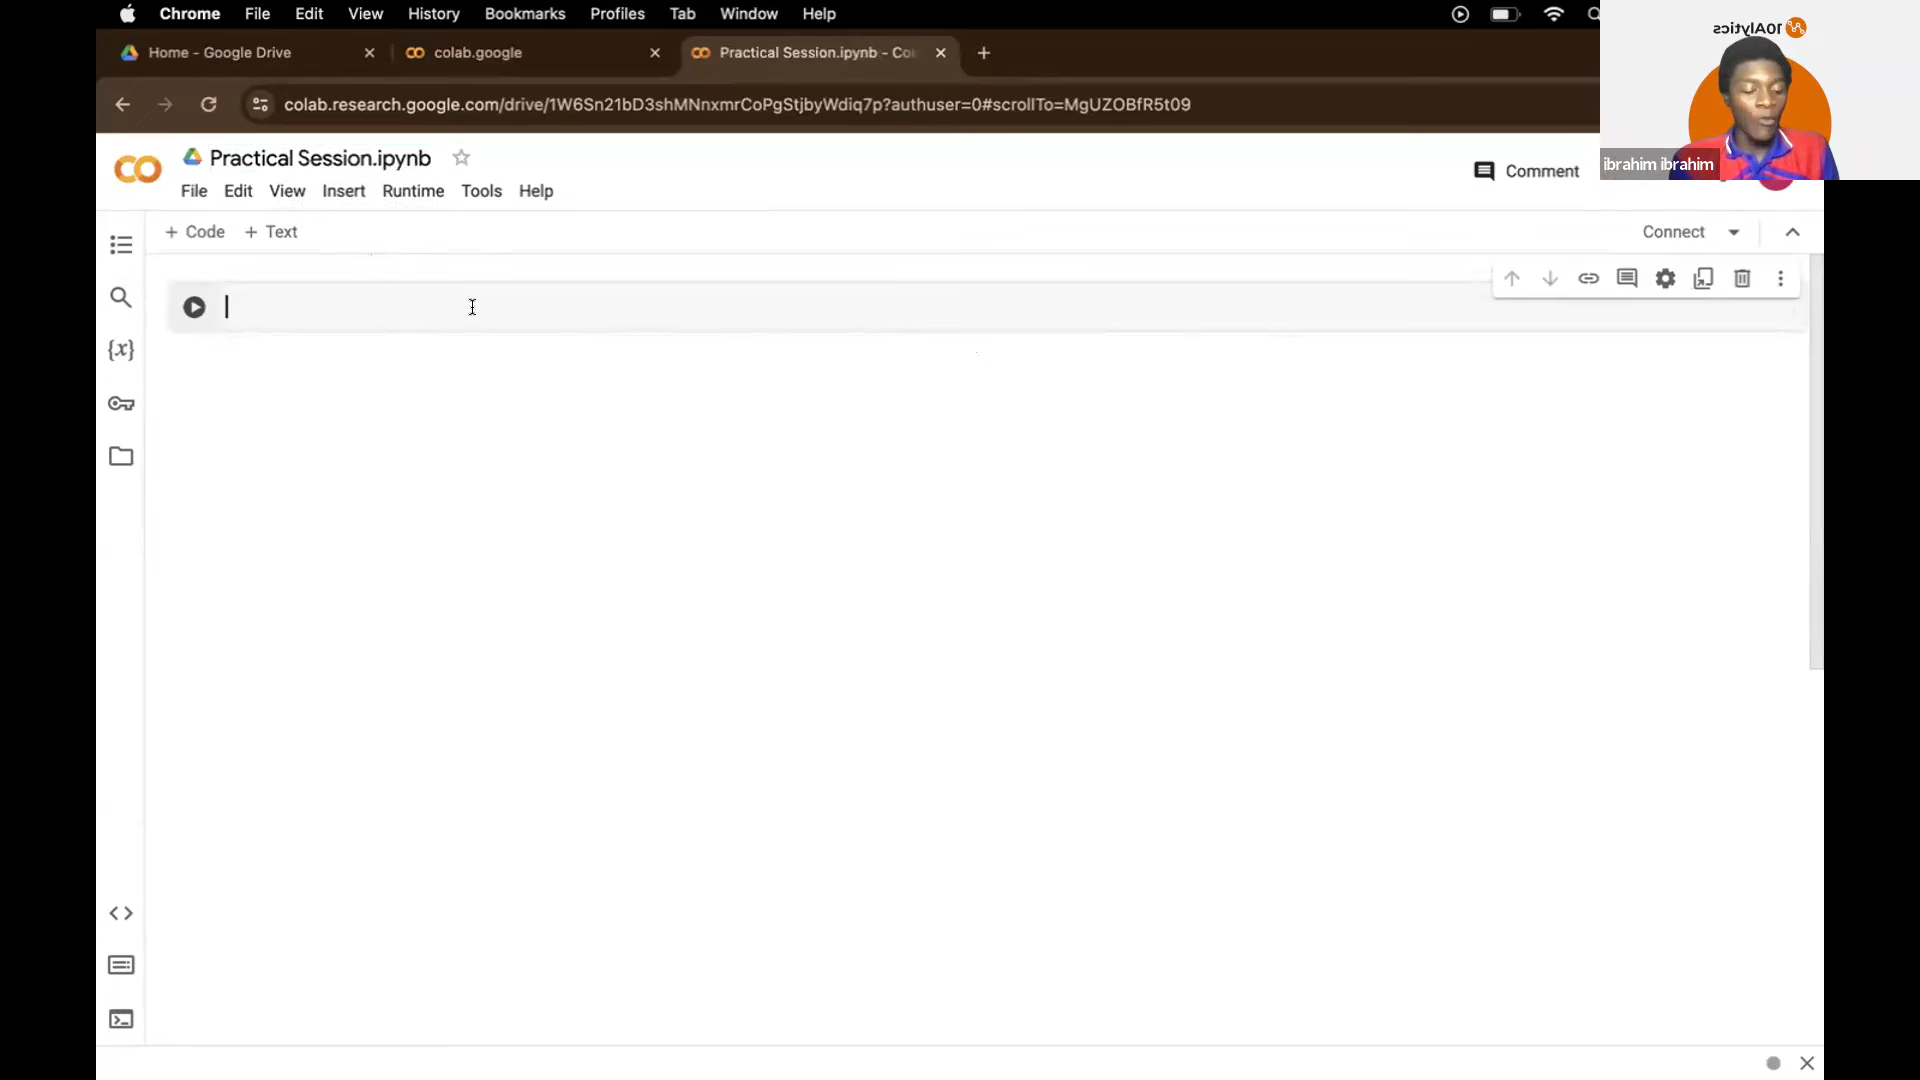 Chrome File Edit View History Bookmarks Profiles Tab Window Help
10Alytics
Home - Google Drive
colab.google
Practical Session.ipynb - Co
colab.research.google.com/drive/1W6Sn21bD3shMNnxmrCoPgStjbyWdiq7p?authuser=0#scrollTo=MgUZOBfR5t09
ibrahim ibrahim
CO
Practical Session.ipynb
Comment
File Edit View Insert Runtime Tools Help
+ Code + Text
Connect
{x}